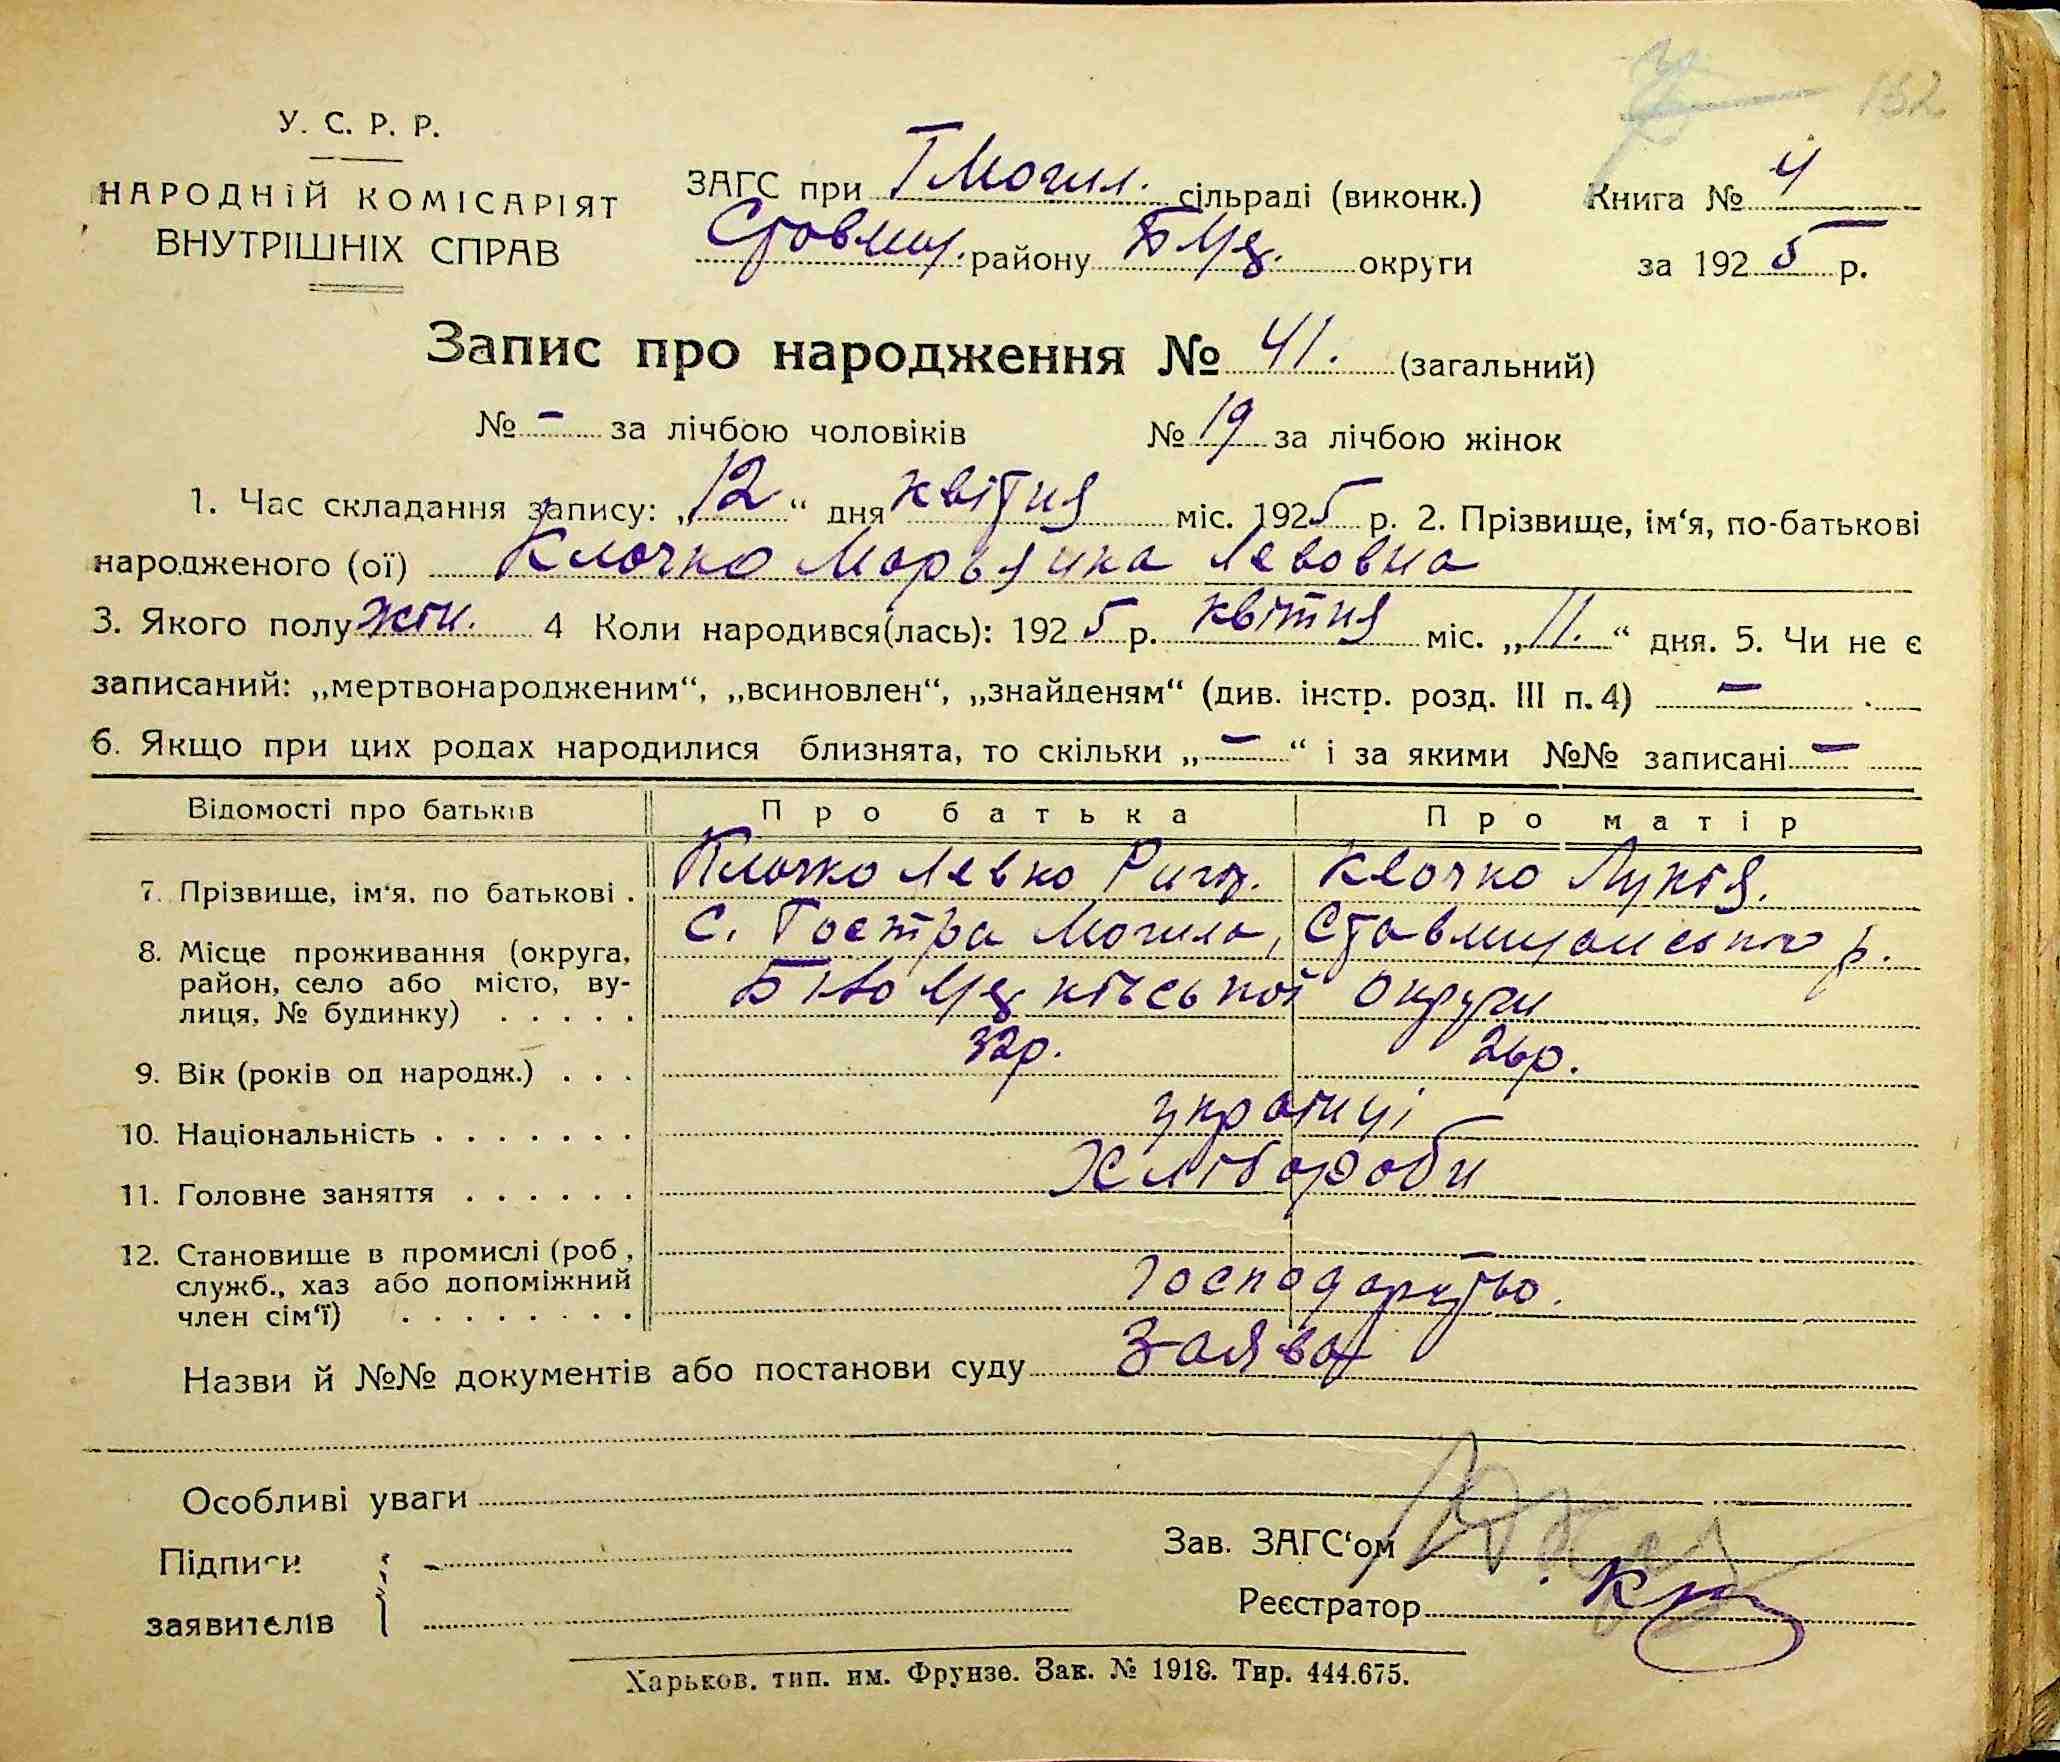 132
У. С. Р. Р.
НАРОДНІЙ КОМІСАРІЯТ
ВНУТРІШНІХ СПРАВ
ЗАГС при Г Могил. сільраді (виконк.)
Ставищ. району БЦер. округи
Книга № 4
за 1925 р.
Запис про народження № 41. (загальний)
№ – за лічбою чоловіків № 19 за лічбою жінок
1. Час складання запису: „12“ дня квітня міс. 1925 р. 2. Прізвище, ім‘я, по-батькові
народженого (ої) Клочко Марьяна Левовна
3. Якого полу жін. 4 Коли народився(лась): 1925 р. квітня міс. „11.“ дня. 5. Чи не є
записаний: „мертвонародженим“, „всиновлен“, „знайденям“ (див. інстр. розд. III п. 4) –
6. Якщо при цих родах народилися близнята, то скільки „–“ і за якими №№ записані –
Відомості про батьків Про батька Про матір
7. Прізвище, ім‘я, по батькові . Клочко Левко Клочко Лукія.
8. Місце проживання (округа, район, село або місто, вулиця, № будинку) . . . . . С. Гостра Могила, р.
округи
9. Вік (років од народж.) . . . 32р. 26р.
10. Національність . . . . . . . українці
11. Головне заняття . . . . . . Хлібороби
12. Становище в промислі (роб., служб., хаз або допоміжний член сім‘ї) . . . . . . . . Господарство.
Назви й №№ документів або постанови суду Заява
Особливі уваги
Підписи
заявителів
Зав. ЗАГС‘ом
Реєстратор
Харьков. тип. им. Фрунзе. Зак. № 1918. Тир. 444.675.